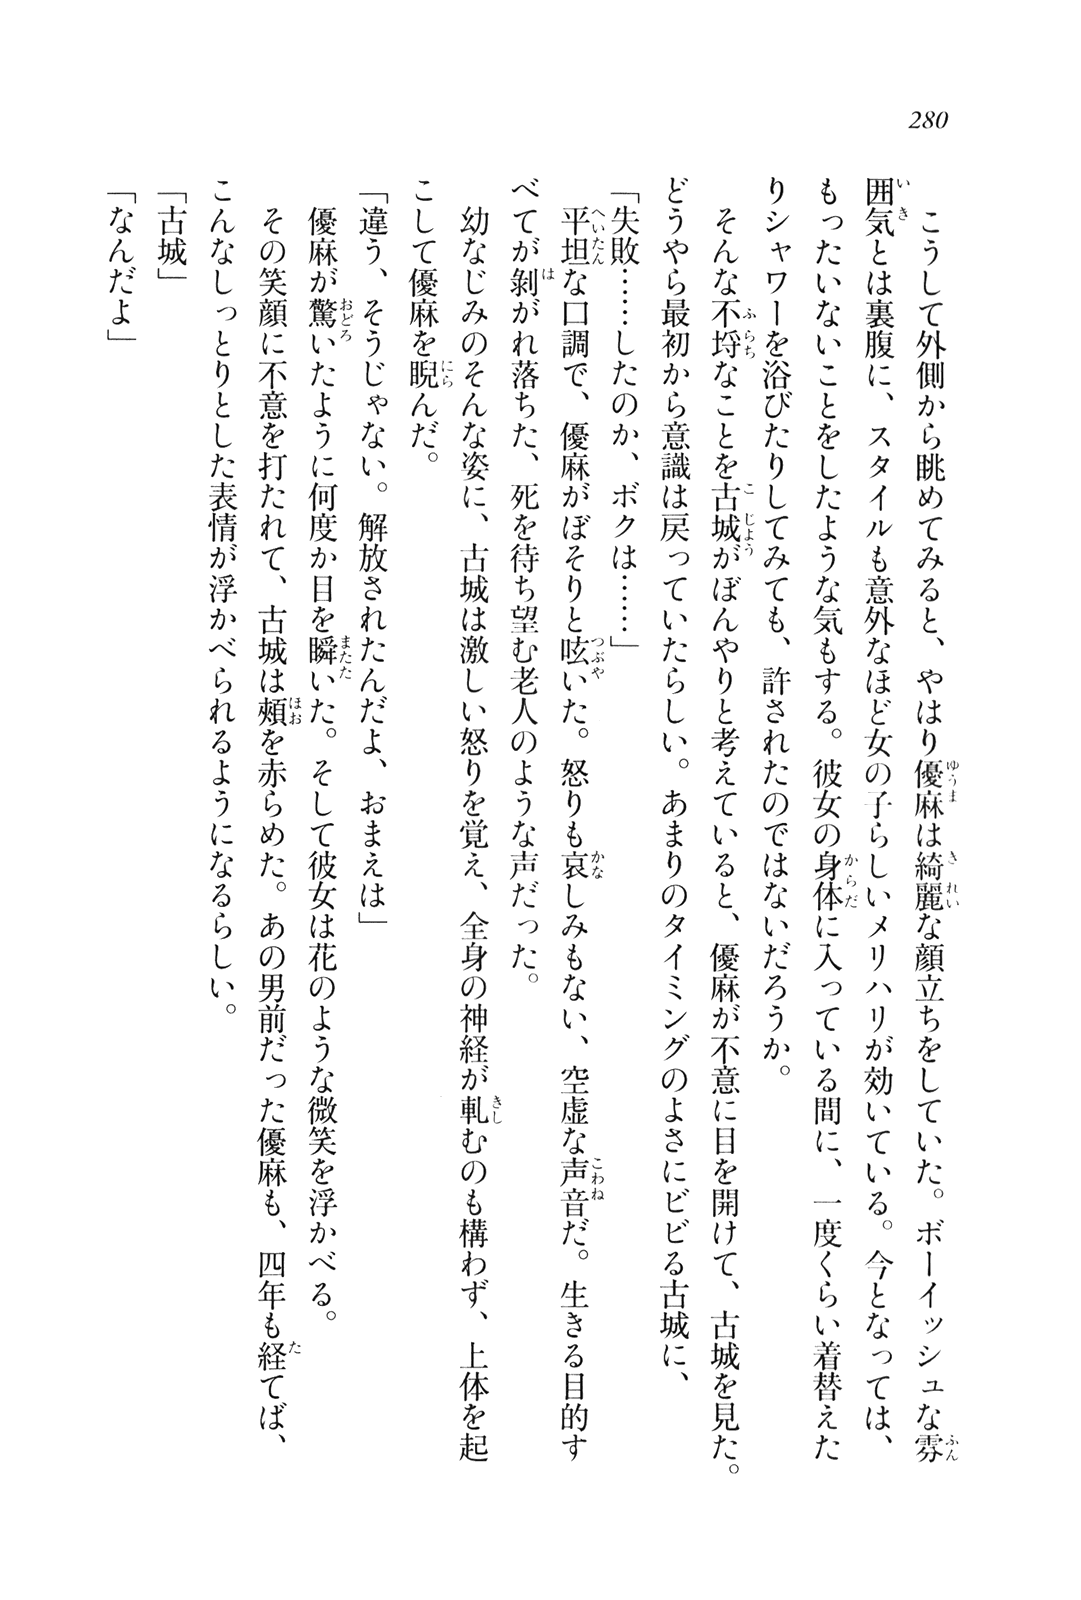 280
こうして外側から眺めてみると、やはり優麻は綺麗な顔立ちをしていた。ボーイッシュな雰
囲気とは裏腹に、スタイルも意外なほど女の子らしいメリハリが効いている。今となっては、
もったいないことをしたような気もする。彼女の身体に入っている間に、一度くらい着替えた
りシャワーを浴びたりしてみても、許されたのではないだろうか。
そんな不埒なことを古城がぼんやりと考えていると、優麻が不意に目を開けて、古城を見た。
どうやら最初から意識は戻っていたらしい。あまりのタイミングのよさにビビる古城に、
「失敗……したのか、ボクは……」
平坦な口調で、優麻がぼそりと呟いた。怒りも哀しみもない、空虚な声音だ。生きる目的す
べてが剝がれ落ちた、死を待ち望む老人のような声だった。
幼なじみのそんな姿に、古城は激しい怒りを覚え、全身の神経が軋むのも構わず、上体を起
こして優麻を睨んだ。
「違う、そうじゃない。解放されたんだよ、おまえは」
優麻が驚いたように何度か目を瞬いた。そして彼女は花のような微笑を浮かべる。
その笑顔に不意を打たれて、古城は頰を赤らめた。あの男前だった優麻も、四年も経てば、
こんなしっとりとした表情が浮かべられるようになるらしい。
「古城」
「なんだよ」